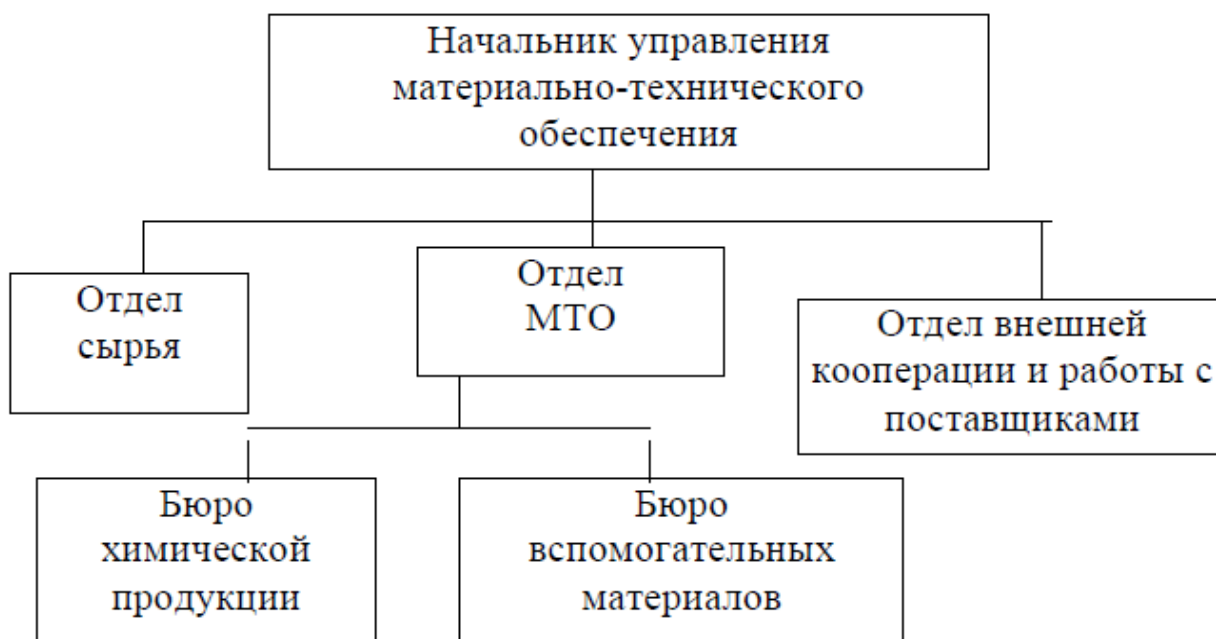 Начальник управления
материально-технического
обеспечения
Отдел
сырья
Отдел
МТО
Отдел внешней
кооперации и работы с
поставщиками
Бюро
химической
продукции
Бюро
вспомогательных
материалов